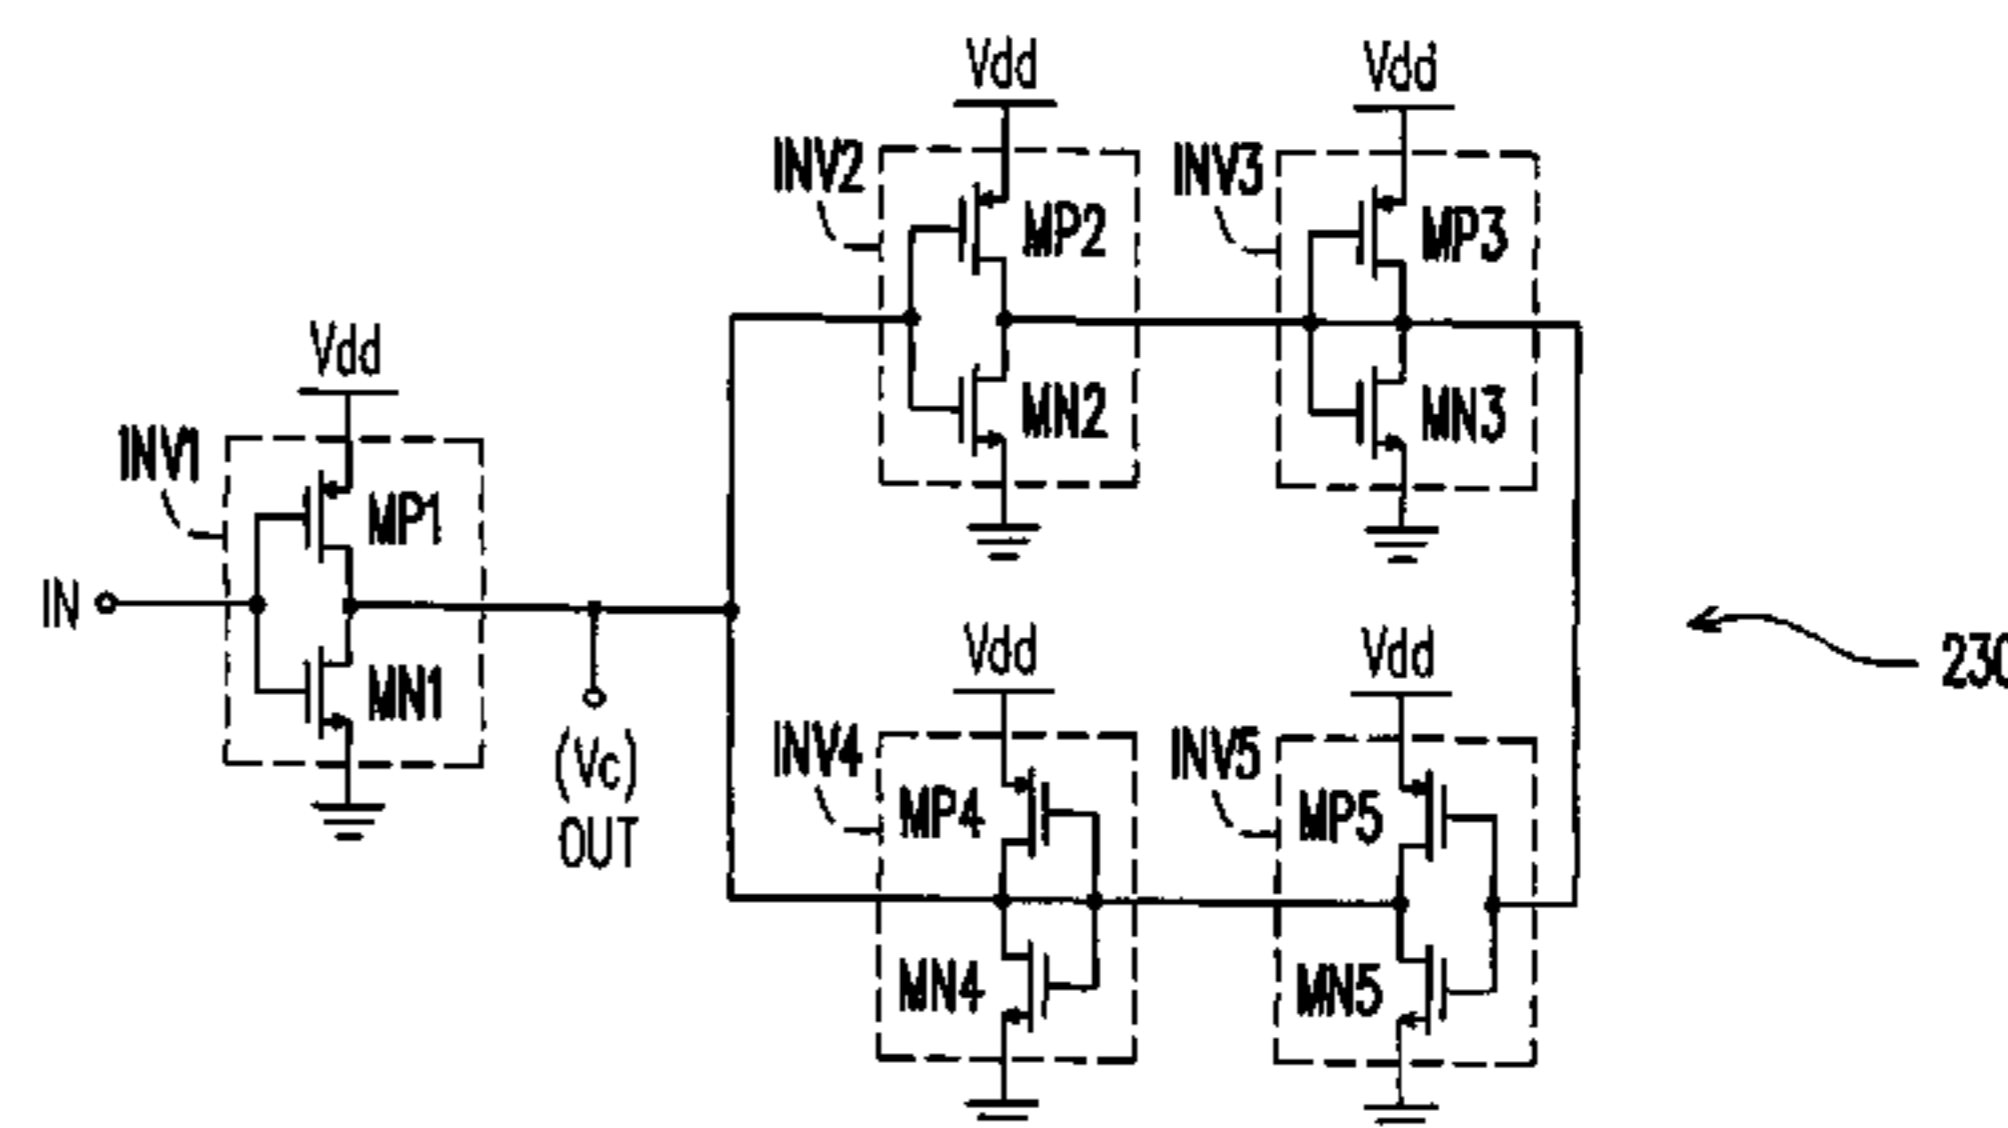 Vdd
Vdd
INV2
INV3
MP2
MP3
Vdd
MN2
MN3
INV1
MP1
IN
MN1
Vdd
Vdd
230
(Vc)
OUT
INV4
INV5
MP4
MP5
MN4
MN5